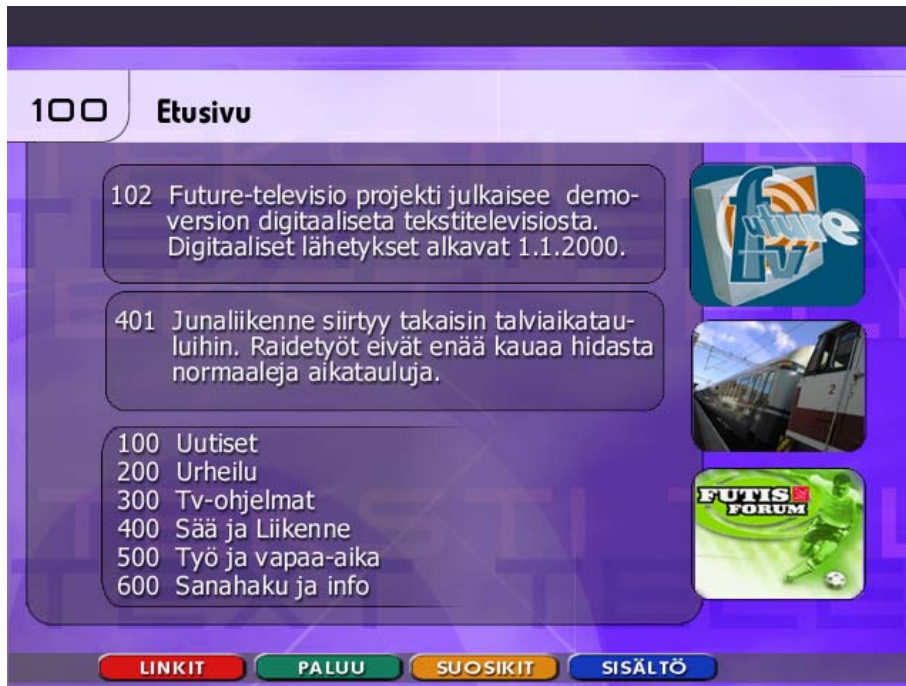 100 Etusivu
102 Future-televisio projekti julkaisee demo-
version digitaaliseta tekstitelevisiosta.
Digitaaliset lähetykset alkavat 1.1.2000.
future
tv
401 Junaliikenne siirtyy takaisin talviaikatau-
luihin. Raidetyöt eivät enää kauaa hidasta
normaaleja aikatauluja.
2
100 Uutiset
200 Urheilu
300 Tv-ohjelmat
400 Sää ja Liikenne
500 Työ ja vapaa-aika
600 Sanahaku ja info
FUTIS
FORUM
LINKIT PALUU SUOSIKIT SISÄLTÖ